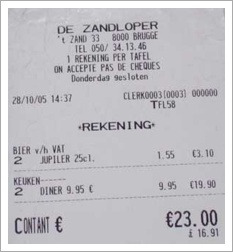 DE ZANDLOPER
't ZAND 33 8000 BRUGGE
TEL 050/ 34.13.46
1 REKENING PER TAFEL
ON ACCEPTE PAS DE CHEQUES
Donderdag gesloten
28/10/05 14:37 CLERK0003(0003) 000000
TFL58
*REKENING*
BIER v/h VAT
2 JUPILER 25cl. 1.55 €3.10
KEUKEN------
2 DINER 9.95 € 9.95 €19.90
CONTANT € €23.00
£ 16.91